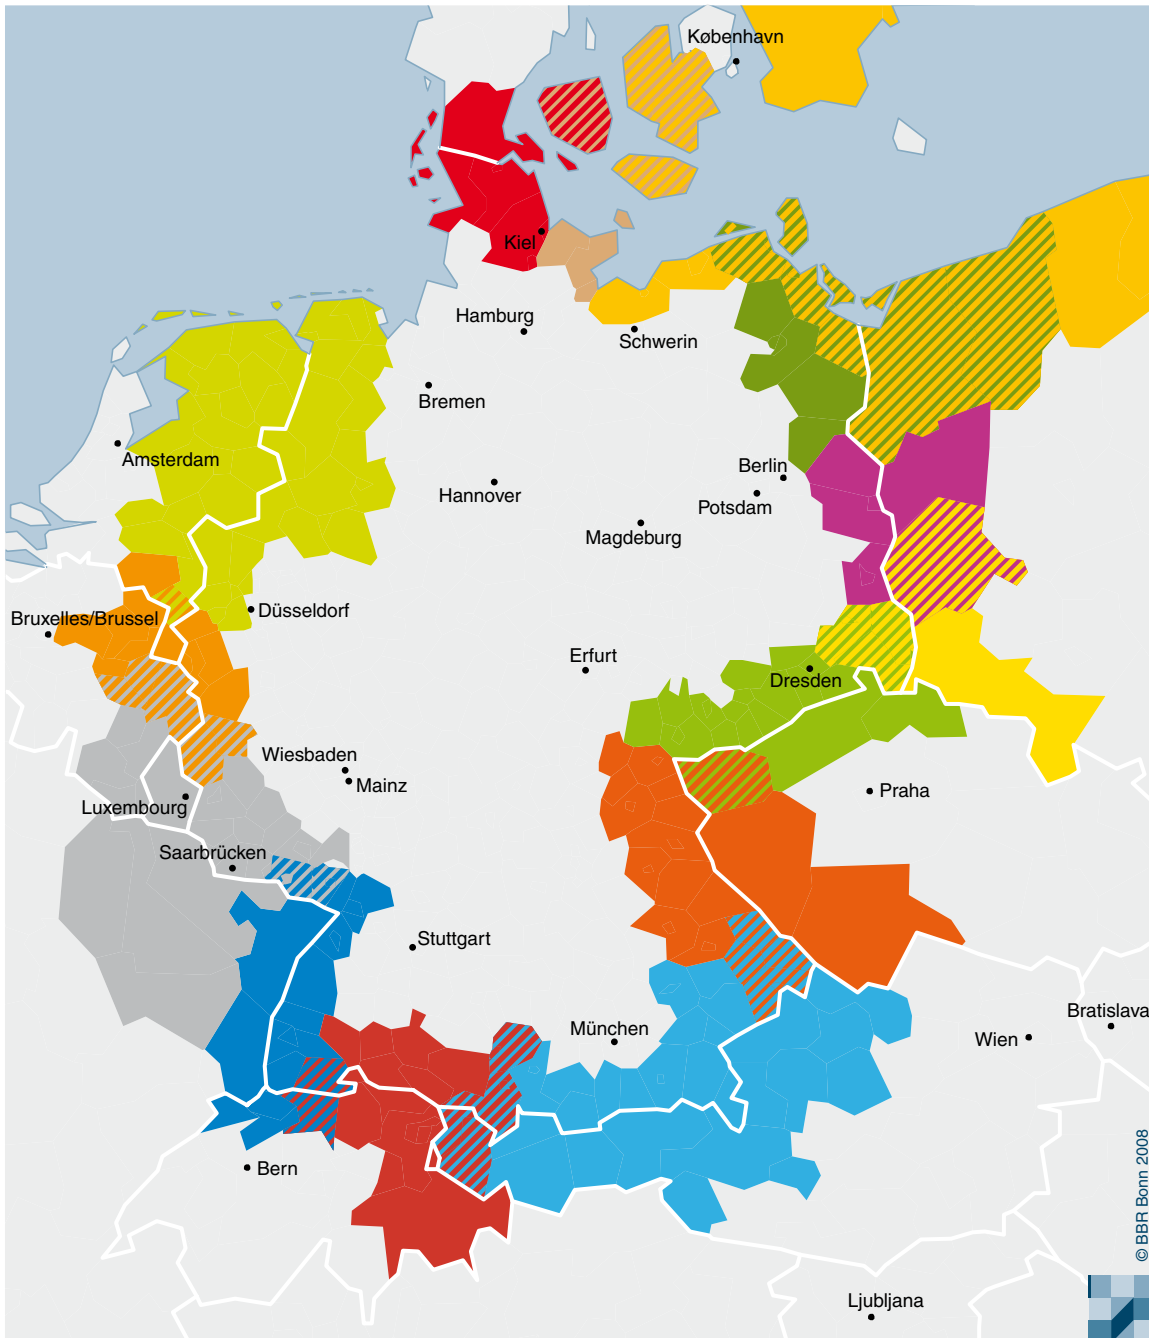 København
Kiel
Hamburg
Schwerin
Bremen
Amsterdam
Berlin
Hannover
Potsdam
Magdeburg
Düsseldorf
Bruxelles/Brussel
Erfurt
Dresden
Wiesbaden
Mainz
Praha
Luxembourg
Saarbrücken
Stuttgart
München
Bratislava
Wien
Bern
© BBR Bonn 2008
Ljubljana